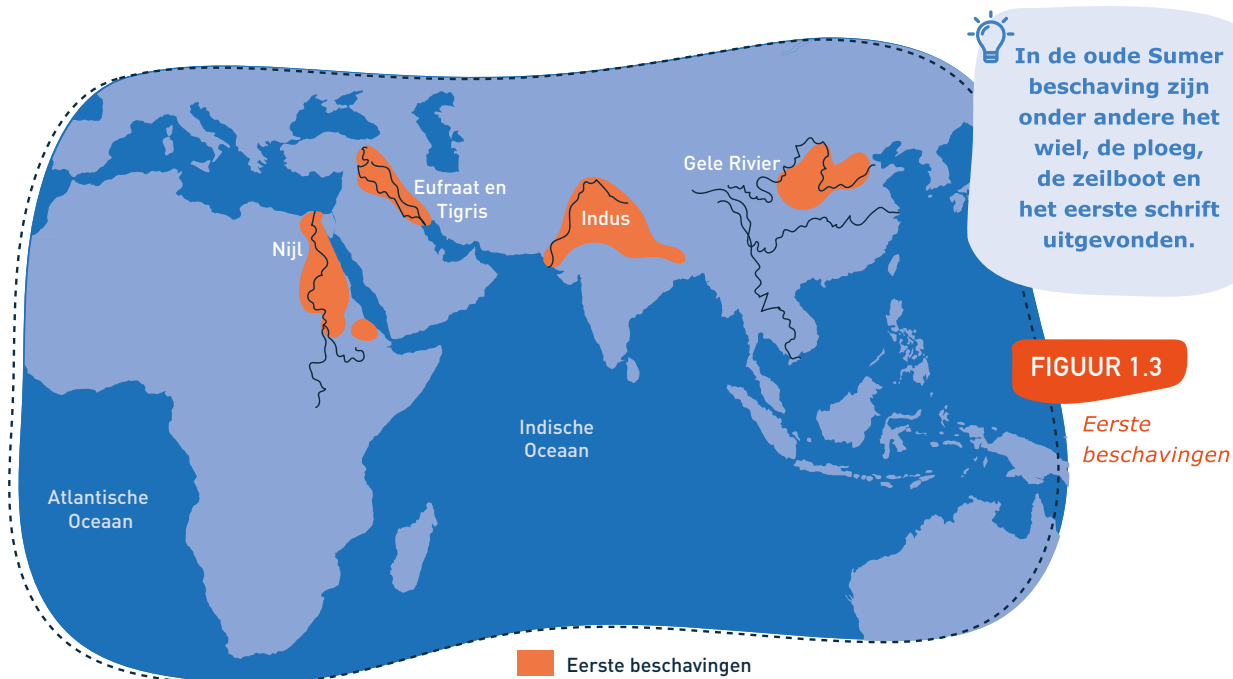 In de oude Sumer
beschaving zijn
onder andere het
wiel, de ploeg,
de zeilboot en
het eerste schrift
uitgevonden.
Gele Rivier
Eufraat en
Tigris
Indus
Nijl
FIGUUR 1.3
Eerste
beschavingen
Indische
Oceaan
Atlantische
Oceaan
Eerste beschavingen